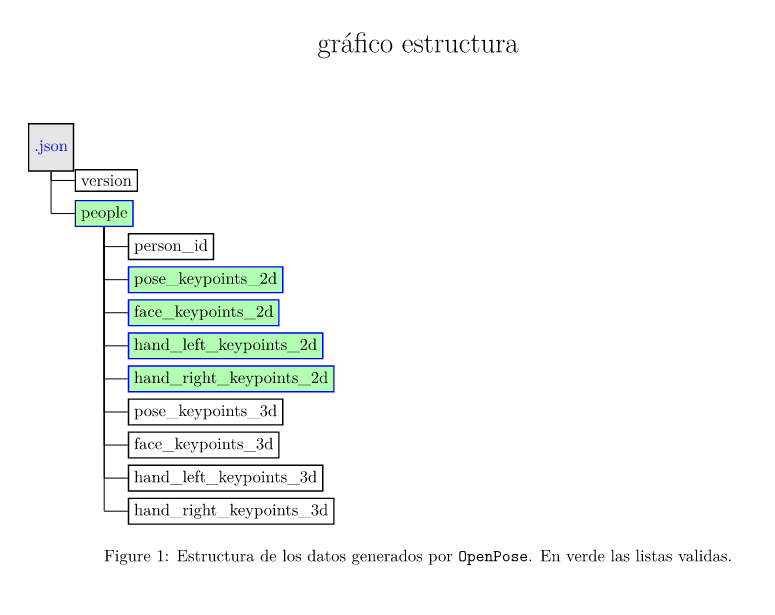 gráfico estructura
.json
version
people
person_id
pose_keypoints_2d
face_keypoints_2d
hand_left_keypoints_2d
hand_right_keypoints_2d
pose_keypoints_3d
face_keypoints_3d
hand_left_keypoints_3d
hand_right_keypoints_3d
Figure 1: Estructura de los datos generados por OpenPose. En verde las listas validas.